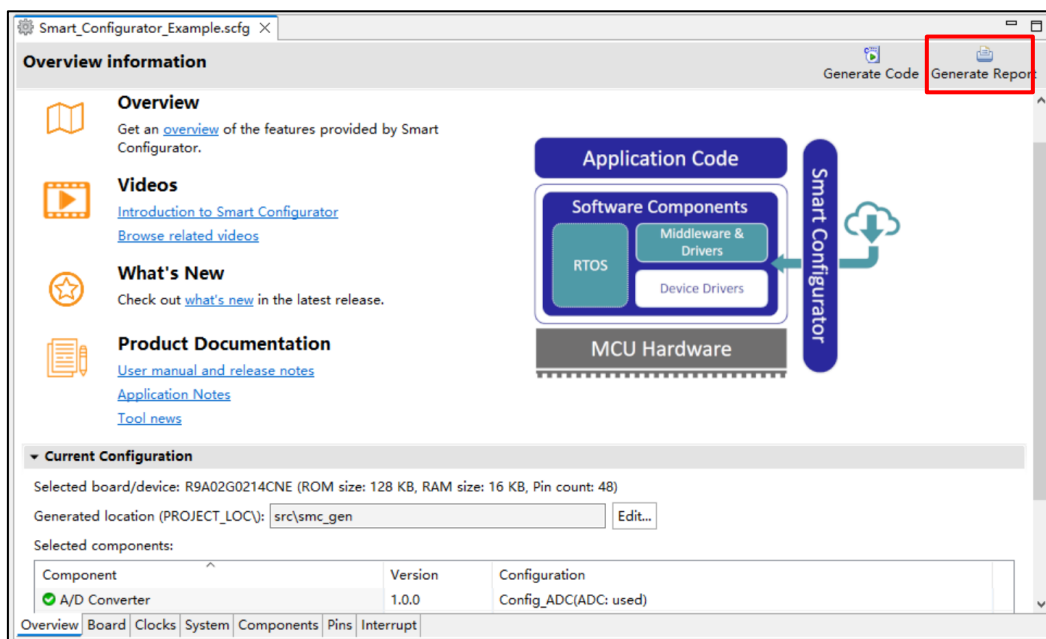 Smart_Configurator_Example.scfg
Overview information
Generate Code
Generate Report
Overview
Get an overview of the features provided by Smart
Configurator.
Videos
Introduction to Smart Configurator
Browse related videos
What's New
Check out what's new in the latest release.
Product Documentation
User manual and release notes
Application Notes
Tool news
Application Code
Software Components
RTOS
Middleware &
Drivers
Device Drivers
MCU Hardware
Smart Configurator
Current Configuration
Selected board/device: R9A02G0214CNE (ROM size: 128 KB, RAM size: 16 KB, Pin count: 48)
Generated location (PROJECT_LOC\): src\smc_gen Edit...
Selected components:
Component Version Configuration
A/D Converter 1.0.0 Config_ADC(ADC: used)
Overview Board Clocks System Components Pins Interrupt